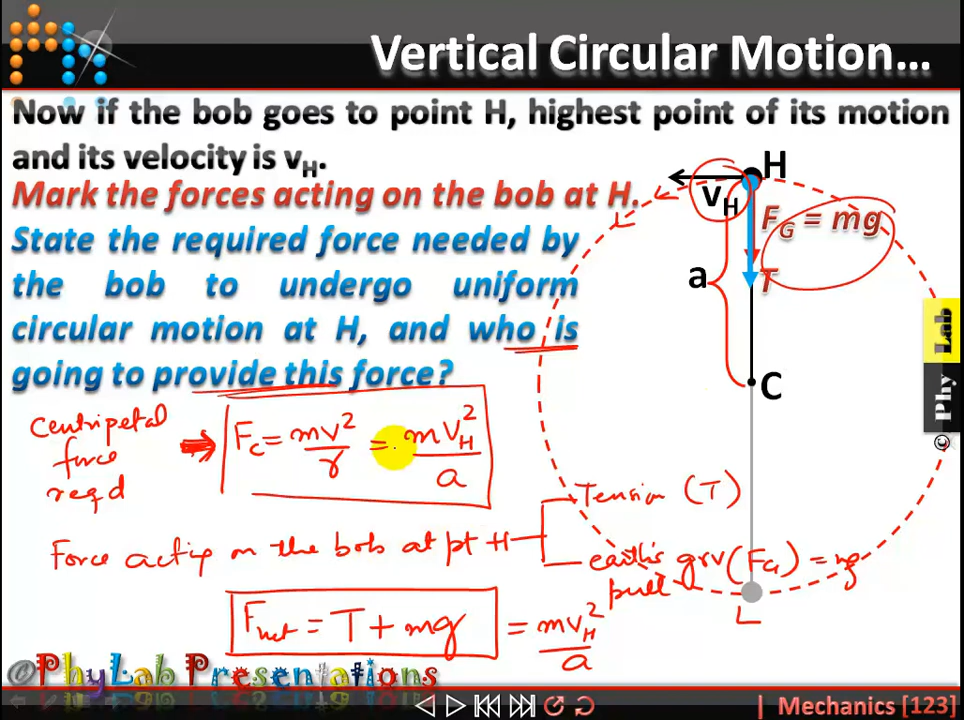 Vertical Circular Motion...
Now if the bob goes to point H, highest point of its motion
and its velocity is vH.
Mark the forces acting on the bob at H.
State the required force needed by
the bob to undergo uniform
circular motion at H, and who is
going to provide this force?
H
vH
FG = mg
T
a
C
© Phy Lab
Centripetal
force
reqd
Fc = mv²/r = mvH²/a
Tension (T)
Force actip on the bob at pt H
earth's grv (FG) = mg
pull
Fnet = T + mg = mvH²/a
L
©PhyLab Presentations
| Mechanics [123]